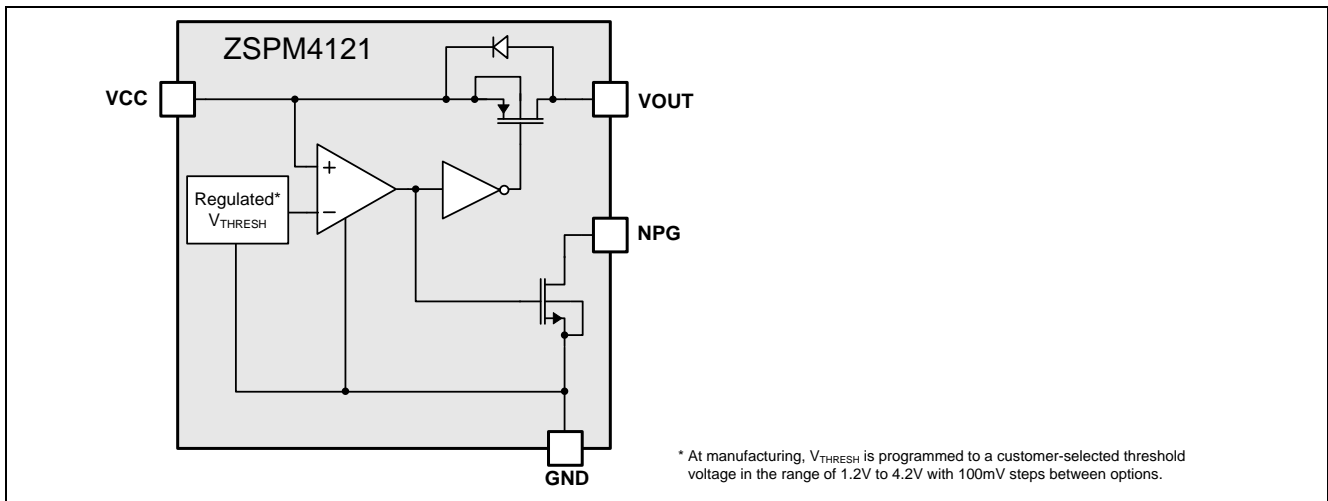 ZSPM4121
VCC
VOUT
+
Regulated*
VTHRESH
−
NPG
GND
* At manufacturing, VTHRESH is programmed to a customer-selected threshold
voltage in the range of 1.2V to 4.2V with 100mV steps between options.